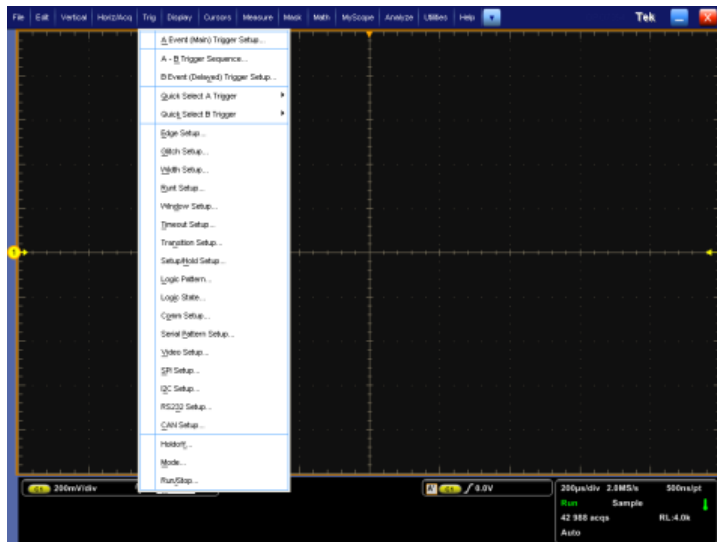 File Edit Vertical Horiz/Acq Trig Display Cursors Measure Mask Math MyScope Analyze Utilities Help Tek
A Event (Main) Trigger Setup...
A - B Trigger Sequence...
B Event (Delayed) Trigger Setup...
Quick Select A Trigger
Quick Select B Trigger
Edge Setup...
Glitch Setup...
Width Setup...
Runt Setup...
Window Setup...
Timeout Setup...
Transition Setup...
Setup/Hold Setup...
Logic Pattern...
Logic State...
Comm Setup...
Serial Pattern Setup...
Video Setup...
SPI Setup...
I2C Setup...
RS232 Setup...
CAN Setup...
Holdoff...
Mode...
Run/Stop...
1
C1 200mV/div
A' C1 0.0V
200µs/div 2.0MS/s 500ns/pt
Run Sample
42 988 acqs RL:4.0k
Auto